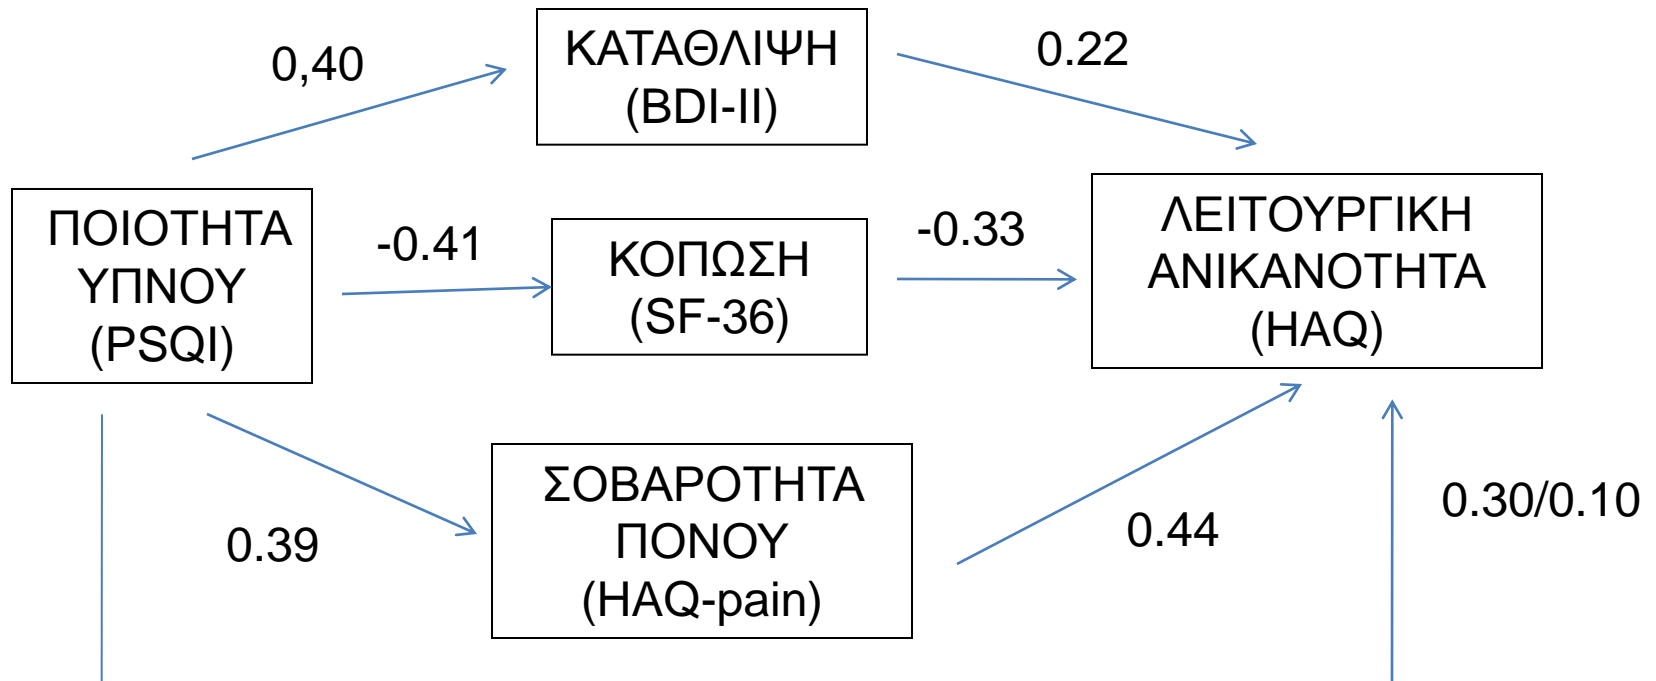 0,40
ΚΑΤΑΘΛΙΨΗ
(BDI-II)
0.22
ΠΟΙΟΤΗΤΑ
ΥΠΝΟΥ
(PSQI)
-0.41
ΚΟΠΩΣΗ
(SF-36)
-0.33
ΛΕΙΤΟΥΡΓΙΚΗ
ΑΝΙΚΑΝΟΤΗΤΑ
(HAQ)
0.39
ΣΟΒΑΡΟΤΗΤΑ
ΠΟΝΟΥ
(HAQ-pain)
0.44
0.30/0.10